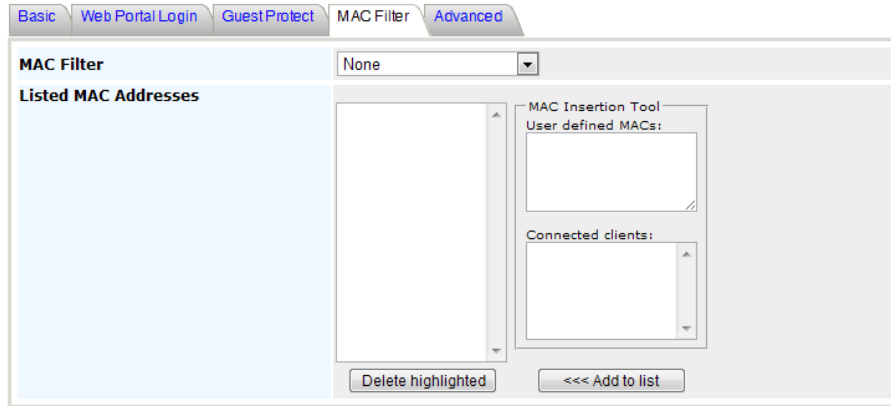 Basic Web Portal Login Guest Protect MAC Filter Advanced
MAC Filter None
Listed MAC Addresses
MAC Insertion Tool
User defined MACs:
Connected clients:
Delete highlighted <<< Add to list